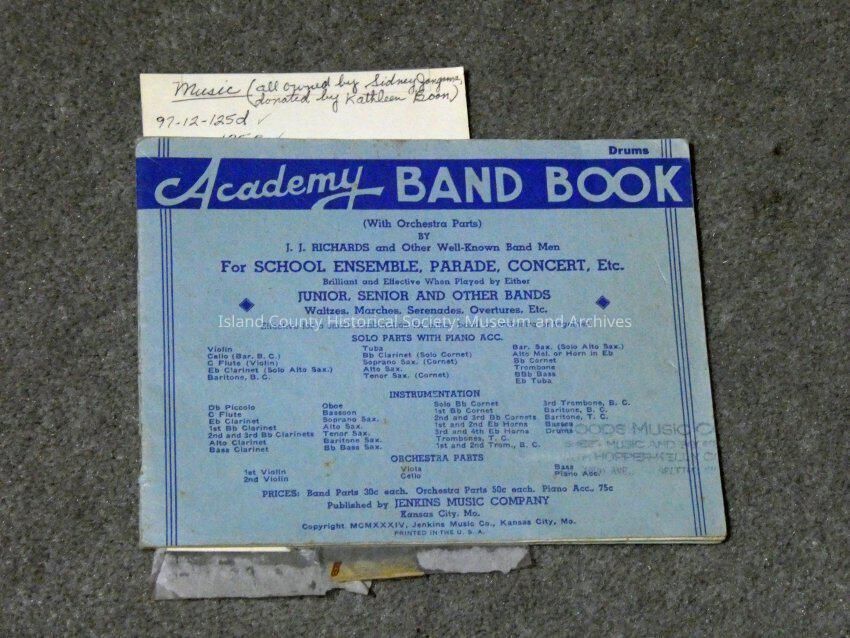 Music (all owned by Sidney
donated by Kathleen Boon)
97-12-125d ✓
Drums
Academy BAND BOOK
(With Orchestra Parts)
BY
J. J. RICHARDS and Other Well-Known Band Men
For SCHOOL ENSEMBLE, PARADE, CONCERT, Etc.
Brilliant and Effective When Played by Either
JUNIOR, SENIOR AND OTHER BANDS
Waltzes, Marches, Serenades, Overtures, Etc.
Island County Historical Society: Museum and Archives
SOLO PARTS WITH PIANO ACC.
Violin
Cello (Bar. B. C.)
C Flute (Violin)
Eb Clarinet (Solo Alto Sax.)
Baritone, B. C.
Tuba
Bb Clarinet (Solo Cornet)
Soprano Sax. (Cornet)
Alto Sax.
Tenor Sax. (Cornet)
Bar. Sax. (Solo Alto Sax.)
Alto Mel. or Horn in Eb
Bb Cornet
Trombone
BBb Bass
Eb Tuba
INSTRUMENTATION
Db Piccolo
C Flute
Eb Clarinet
1st Bb Clarinet
2nd and 3rd Bb Clarinets
Alto Clarinet
Bass Clarinet
Oboe
Bassoon
Soprano Sax.
Alto Sax.
Tenor Sax.
Baritone Sax.
Bb Bass Sax.
Solo Bb Cornet
1st Bb Cornet
2nd and 3rd Bb Cornets
1st and 2nd Eb Horns
3rd and 4th Eb Horns
Trombones, T. C.
1st and 2nd Trom., B. C.
3rd Trombone, B. C.
Baritone, B. C.
Baritone, T. C.
Basses
Drums
MUSIC C
MUSIC AND
HOPPER-KELLY C
ORCHESTRA PARTS
1st Violin
2nd Violin
Viola
Cello
Bass
Piano Acc.
PRICES: Band Parts 30c each. Orchestra Parts 50c each. Piano Acc., 75c
Published by JENKINS MUSIC COMPANY
Kansas City, Mo.
Copyright MCMXXXIV, Jenkins Music Co., Kansas City, Mo.
PRINTED IN THE U. S. A.